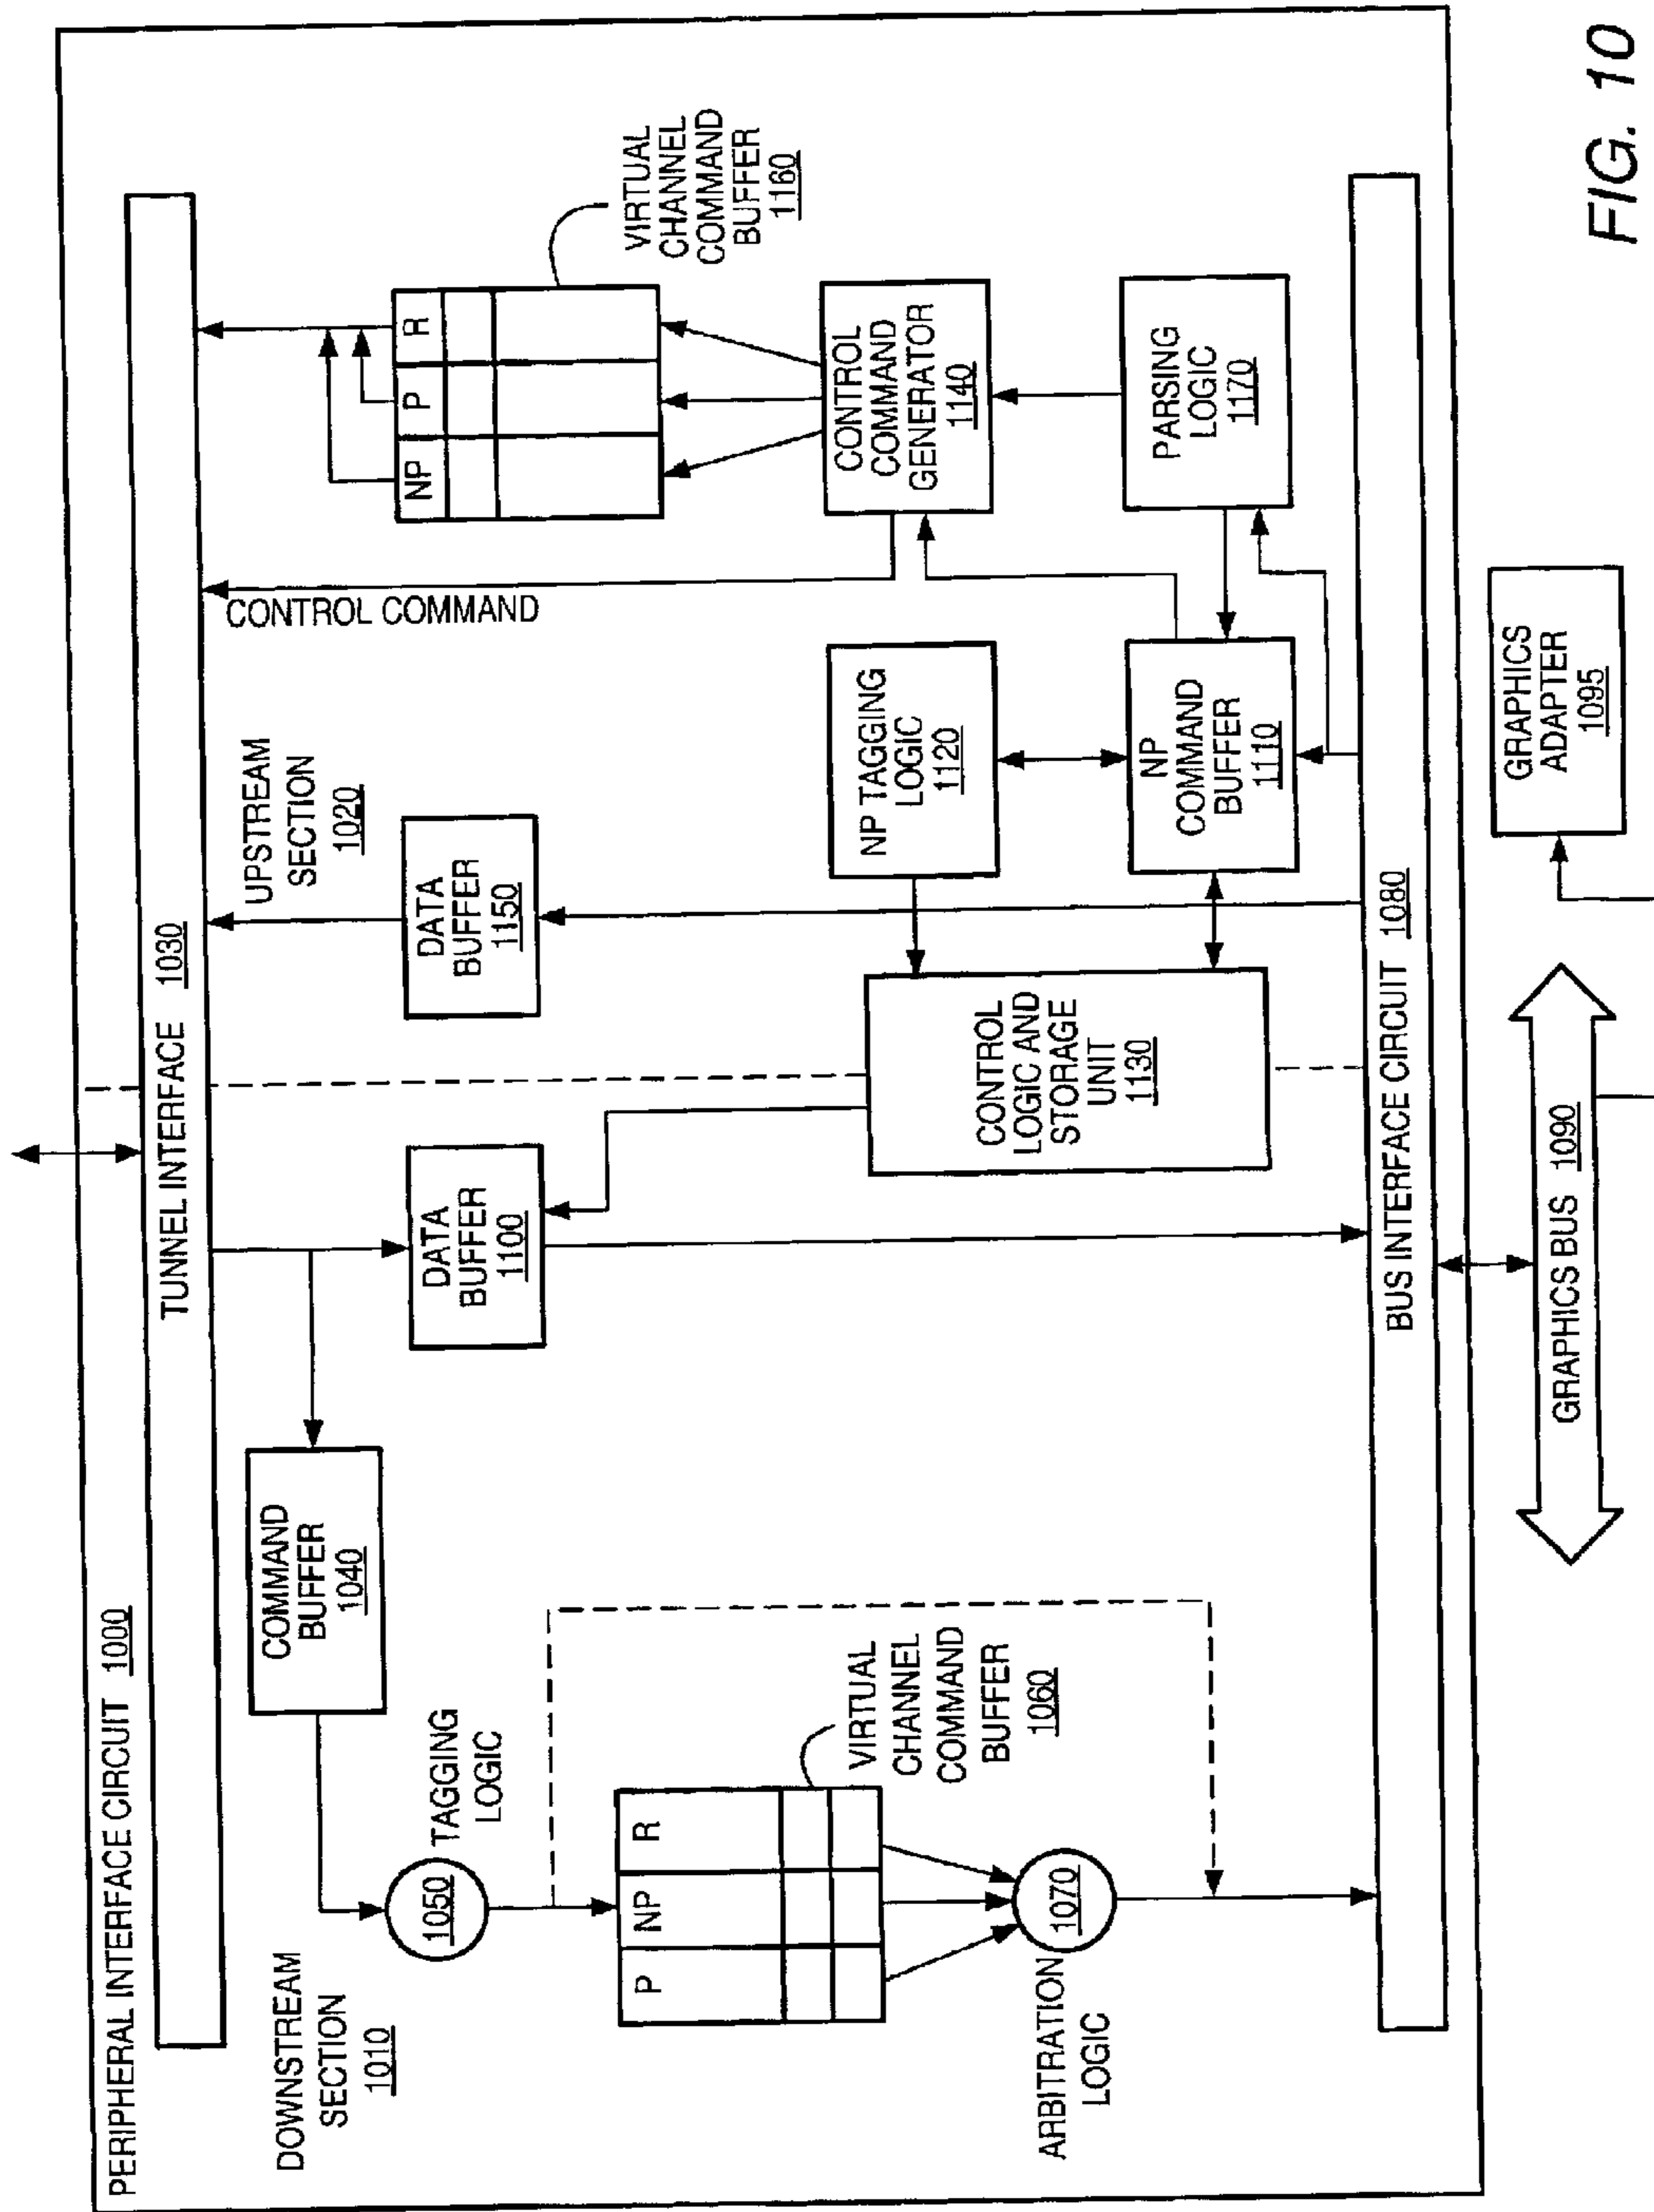 PERIPHERAL INTERFACE CIRCUIT 1000
TUNNEL INTERFACE 1030
DOWNSTREAM
SECTION
1010
COMMAND
BUFFER
1040
UPSTREAM
SECTION
1020
CONTROL COMMAND
1050
TAGGING
LOGIC
DATA
BUFFER
1100
DATA
BUFFER
1150
NP
P
R
VIRTUAL
CHANNEL
COMMAND
BUFFER
1160
P
NP
R
VIRTUAL
CHANNEL
COMMAND
BUFFER
1060
ARBITRATION
LOGIC
1070
CONTROL
LOGIC AND
STORAGE
UNIT
1130
NP TAGGING
LOGIC
1120
CONTROL
COMMAND
GENERATOR
1140
NP
COMMAND
BUFFER
1110
PARSING
LOGIC
1170
BUS INTERFACE CIRCUIT 1080
GRAPHICS BUS 1090
GRAPHICS
ADAPTER
1095
FIG. 10